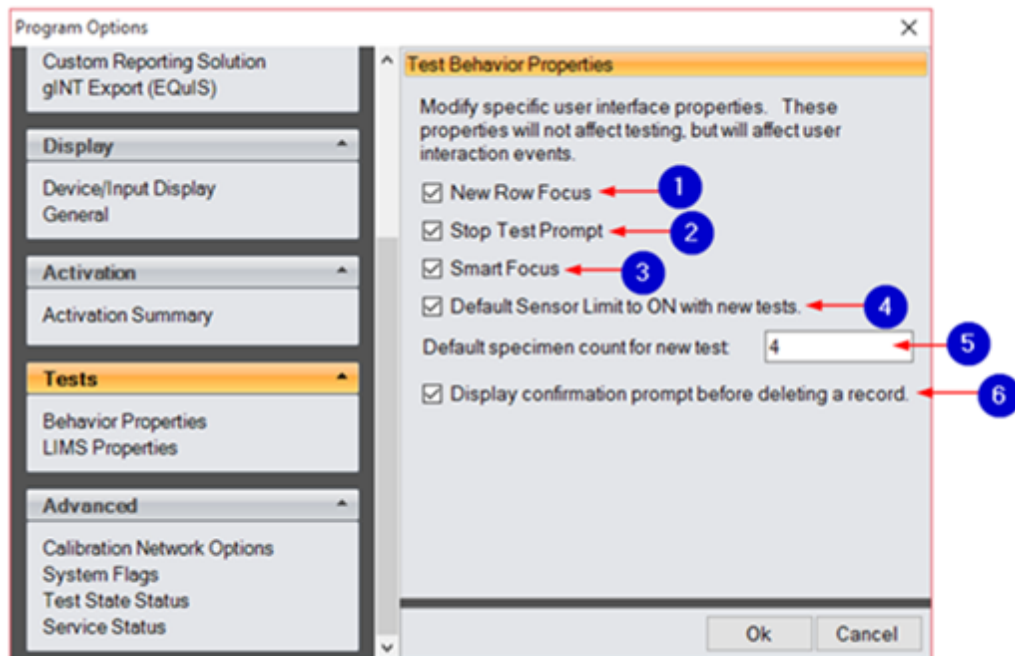 Program Options
Custom Reporting Solution
gINT Export (EQuIS)
Display
Device/Input Display
General
Activation
Activation Summary
Tests
Behavior Properties
LIMS Properties
Advanced
Calibration Network Options
System Flags
Test State Status
Service Status
Test Behavior Properties
Modify specific user interface properties. These
properties will not affect testing, but will affect user
interaction events.
New Row Focus 1
Stop Test Prompt 2
Smart Focus 3
Default Sensor Limit to ON with new tests. 4
Default specimen count for new test: 4 5
Display confirmation prompt before deleting a record. 6
Ok Cancel